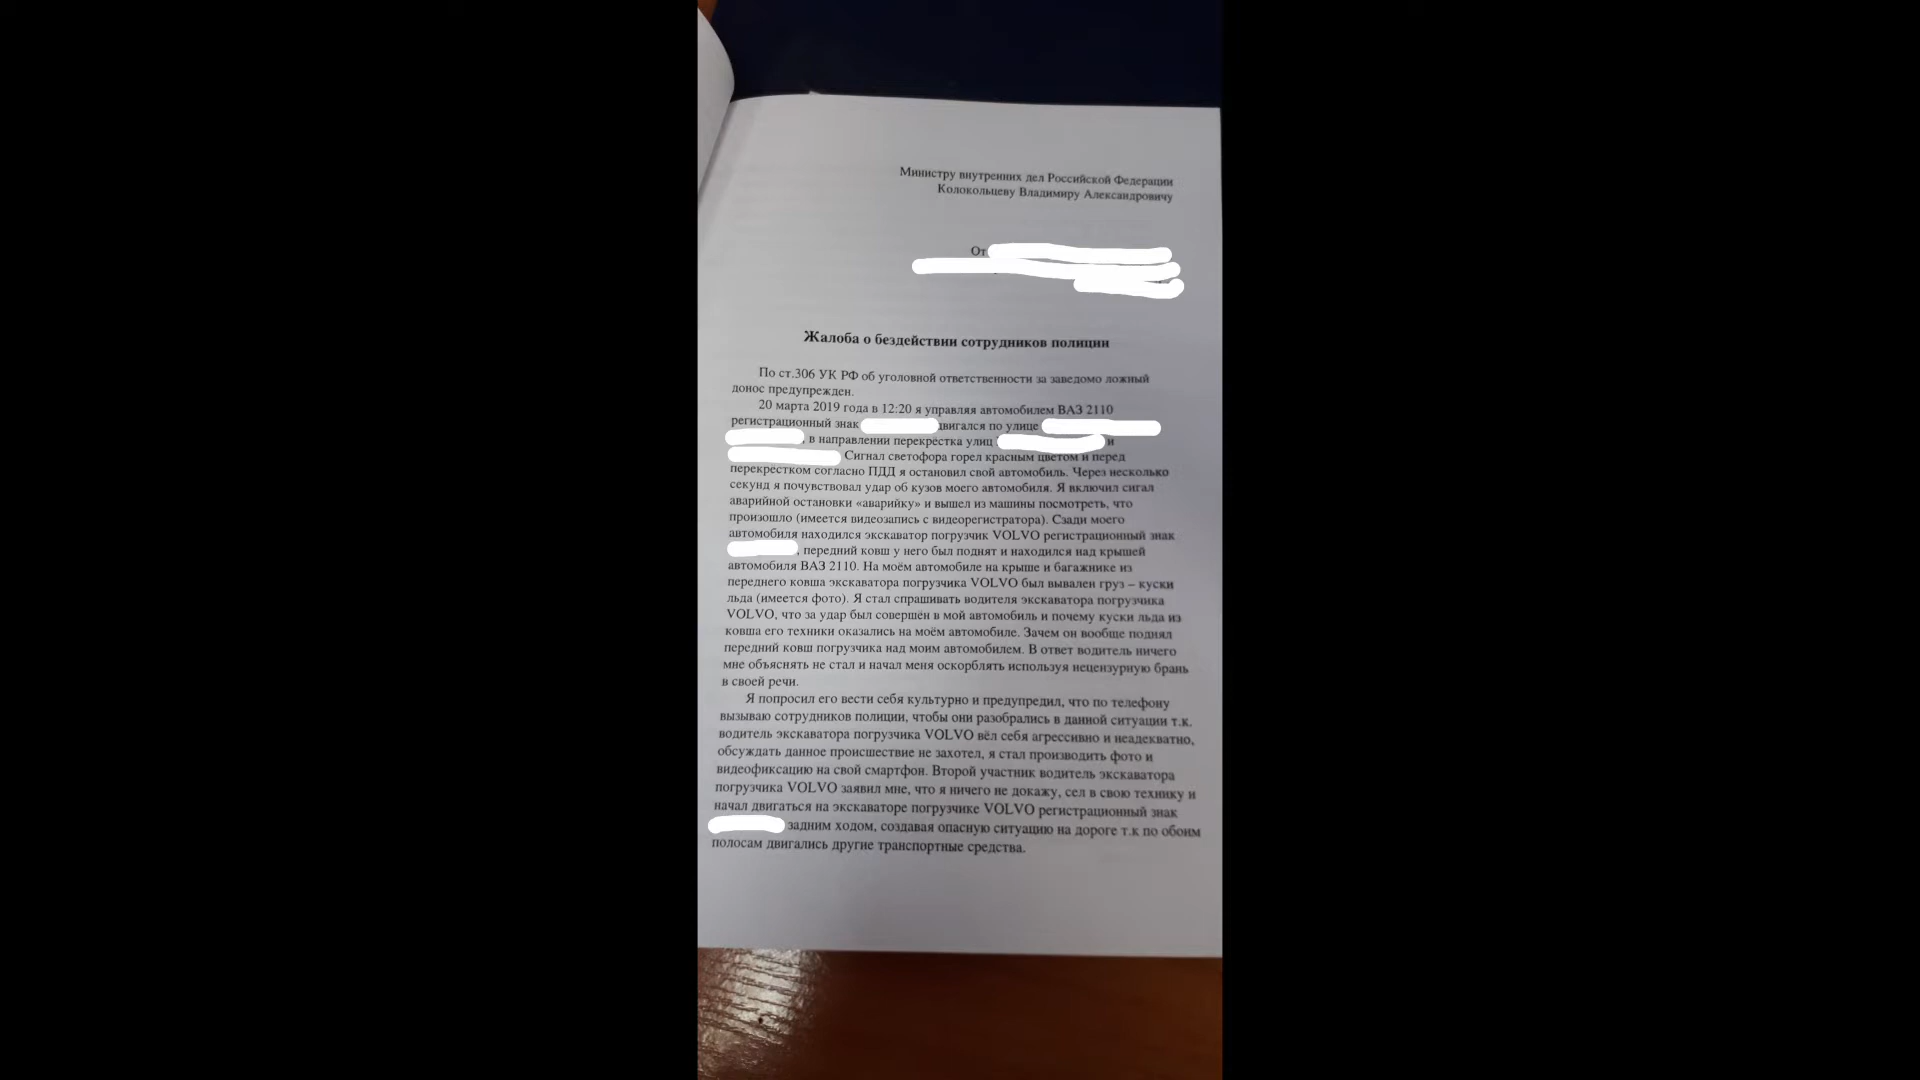 Министру внутренних дел Российской Федерации
Колокольцеву Владимиру Александровичу
От
Жалоба о бездействии сотрудников полиции
По ст.306 УК РФ об уголовной ответственности за заведомо ложный
донос предупрежден.
20 марта 2019 года в 12:20 я управляя автомобилем ВАЗ 2110
регистрационный знак двигался по улице
, в направлении перекрёстка улиц и
Сигнал светофора горел красным цветом и перед
перекрёстком согласно ПДД я остановил свой автомобиль. Через несколько
секунд я почувствовал удар об кузов моего автомобиля. Я включил сигал
аварийной остановки «аварийку» и вышел из машины посмотреть, что
произошло (имеется видеозапись с видеорегистратора). Сзади моего
автомобиля находился экскаватор погрузчик VOLVO регистрационный знак
, передний ковш у него был поднят и находился над крышей
автомобиля ВАЗ 2110. На моём автомобиле на крыше и багажнике из
переднего ковша экскаватора погрузчика VOLVO был вывален груз – куски
льда (имеется фото). Я стал спрашивать водителя экскаватора погрузчика
VOLVO, что за удар был совершён в мой автомобиль и почему куски льда из
ковша его техники оказались на моём автомобиле. Зачем он вообще поднял
передний ковш погрузчика над моим автомобилем. В ответ водитель ничего
мне объяснять не стал и начал меня оскорблять используя нецензурную брань
в своей речи.
Я попросил его вести себя культурно и предупредил, что по телефону
вызываю сотрудников полиции, чтобы они разобрались в данной ситуации т.к.
водитель экскаватора погрузчика VOLVO вёл себя агрессивно и неадекватно,
обсуждать данное происшествие не захотел, я стал производить фото и
видеофиксацию на свой смартфон. Второй участник водитель экскаватора
погрузчика VOLVO заявил мне, что я ничего не докажу, сел в свою технику и
начал двигаться на экскаваторе погрузчике VOLVO регистрационный знак
задним ходом, создавая опасную ситуацию на дороге т.к по обоим
полосам двигались другие транспортные средства.